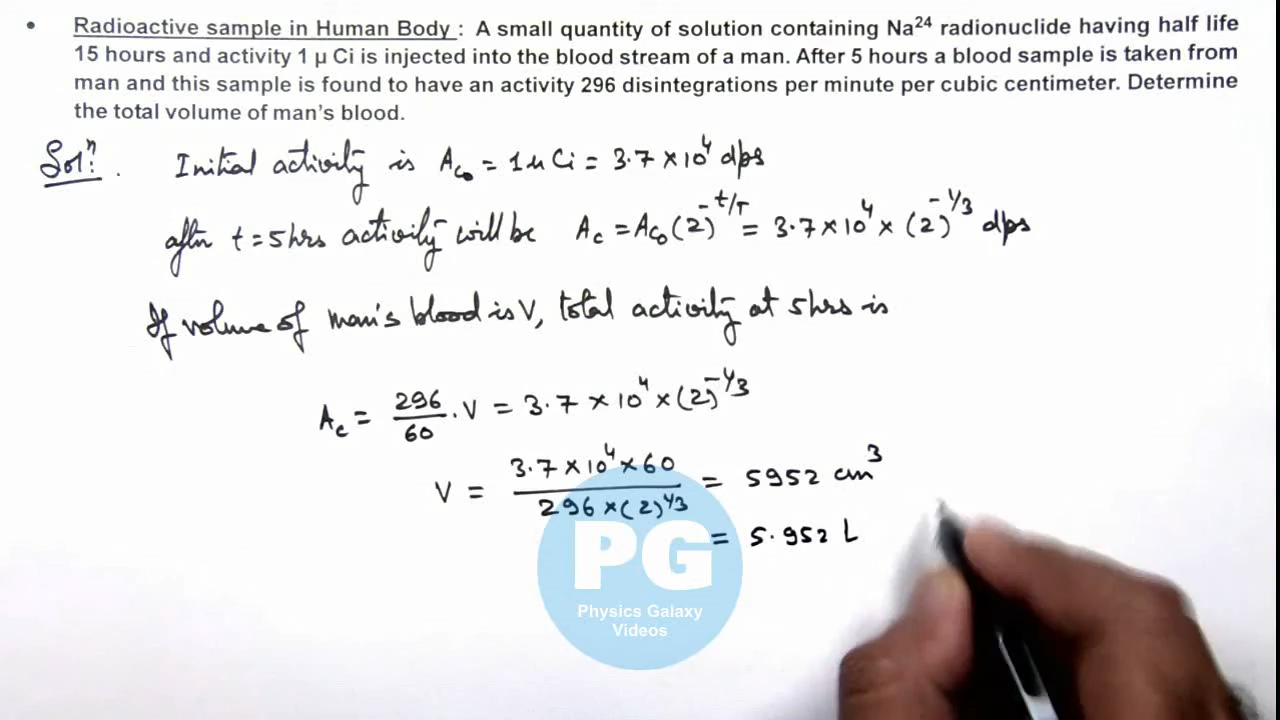 • Radioactive sample in Human Body : A small quantity of solution containing Na²⁴ radionuclide having half life
15 hours and activity 1 µ Ci is injected into the blood stream of a man. After 5 hours a blood sample is taken from
man and this sample is found to have an activity 296 disintegrations per minute per cubic centimeter. Determine
the total volume of man's blood.
Solⁿ. Initial activity is A_c₀ = 1µ Ci = 3.7 × 10⁴ dps
after t = 5hrs activity will be A_c = A_c₀ (2)^(-t/T) = 3.7 × 10⁴ × (2)^(-1/3) dps
If volume of man's blood is V, total activity at 5hrs is
A_c = 296/60 . V = 3.7 × 10⁴ × (2)^(-1/3)
V = (3.7 × 10⁴ × 60)/(296 × (2)^(1/3)) = 5952 cm³
= 5.952 L
PG
Physics Galaxy
Videos